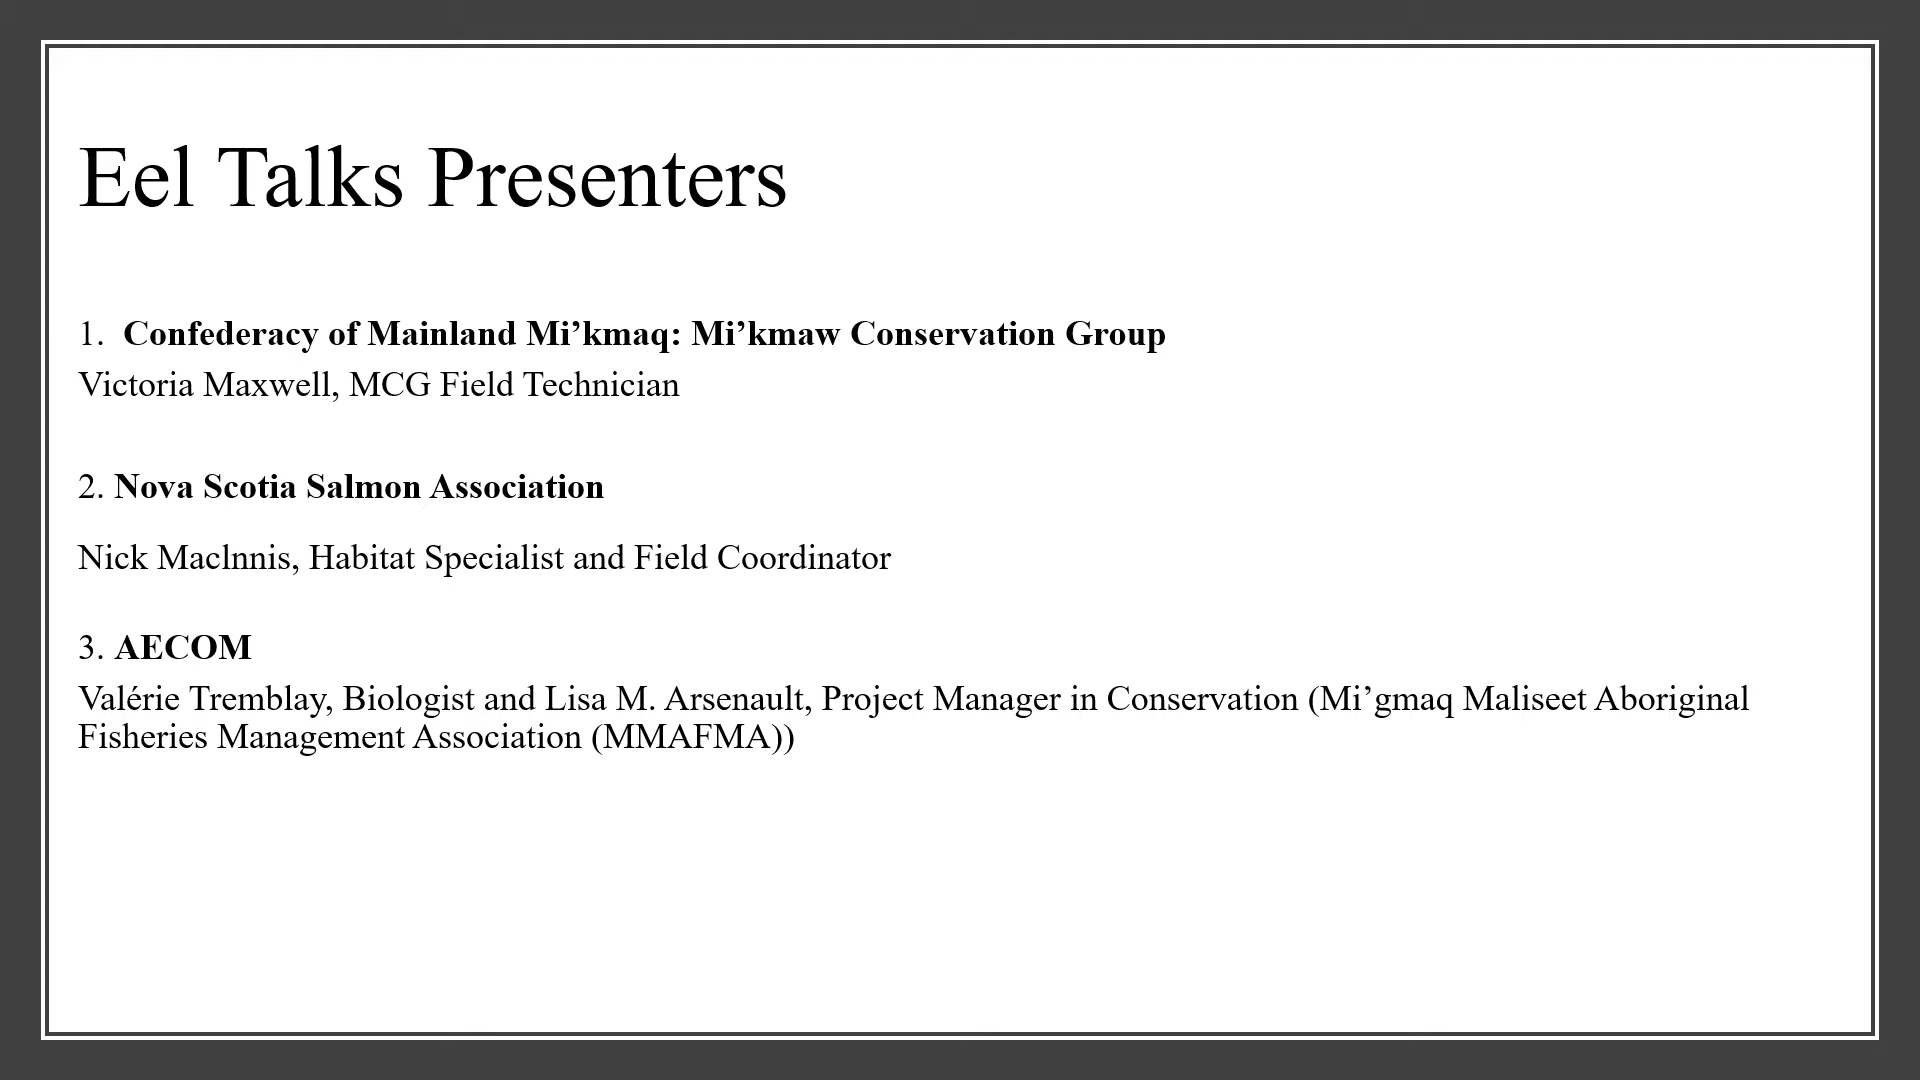 Eel Talks Presenters
1. Confederacy of Mainland Mi’kmaq: Mi’kmaw Conservation Group
Victoria Maxwell, MCG Field Technician
2. Nova Scotia Salmon Association
Nick Maclnnis, Habitat Specialist and Field Coordinator
3. AECOM
Valérie Tremblay, Biologist and Lisa M. Arsenault, Project Manager in Conservation (Mi’gmaq Maliseet Aboriginal
Fisheries Management Association (MMAFMA))